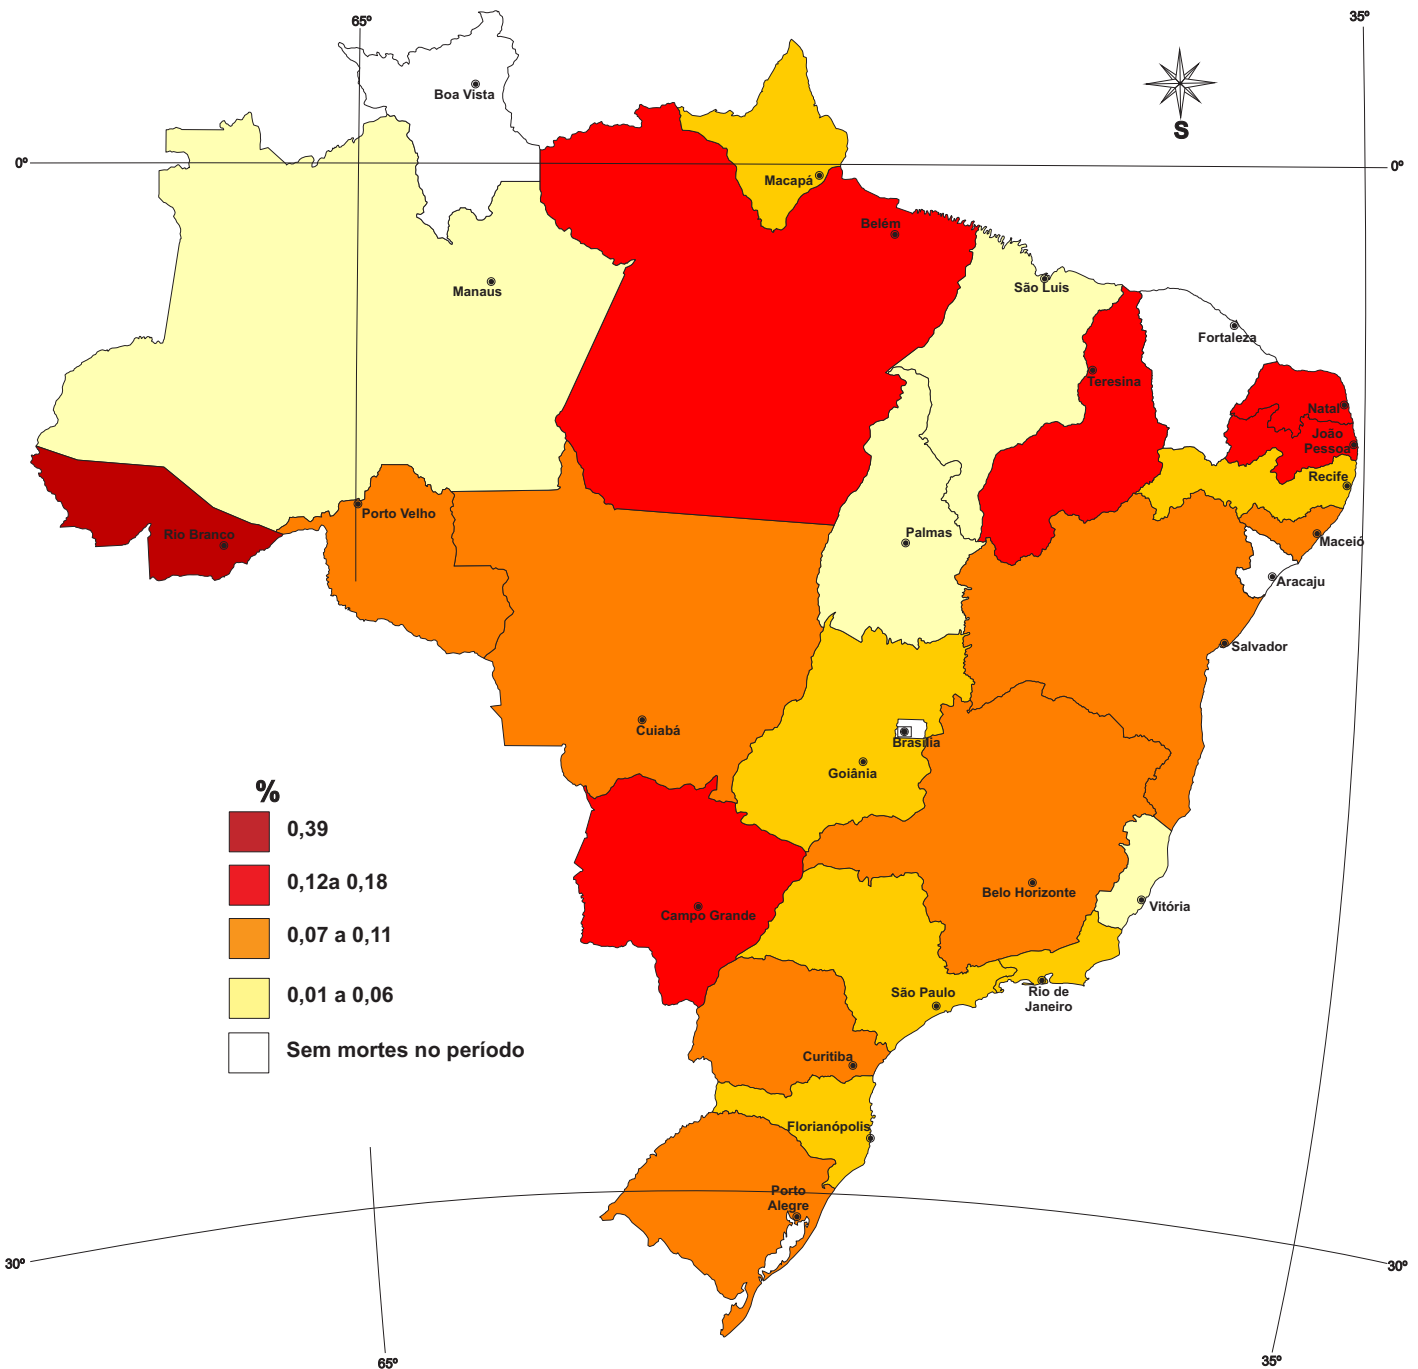 65º
35º
Boa Vista
S
0º
0º
Macapá
Belém
Manaus
São Luis
Fortaleza
Teresina
Natal
João
Pessoa
Recife
Porto Velho
Rio Branco
Palmas
Maceió
Aracaju
Salvador
Cuiabá
Brasília
Goiânia
%
0,39
0,12a 0,18
0,07 a 0,11
0,01 a 0,06
Sem mortes no período
Belo Horizonte
Campo Grande
Vitória
São Paulo
Rio de
Janeiro
Curitiba
Florianópolis
Porto
Alegre
30º
30º
65º
35º